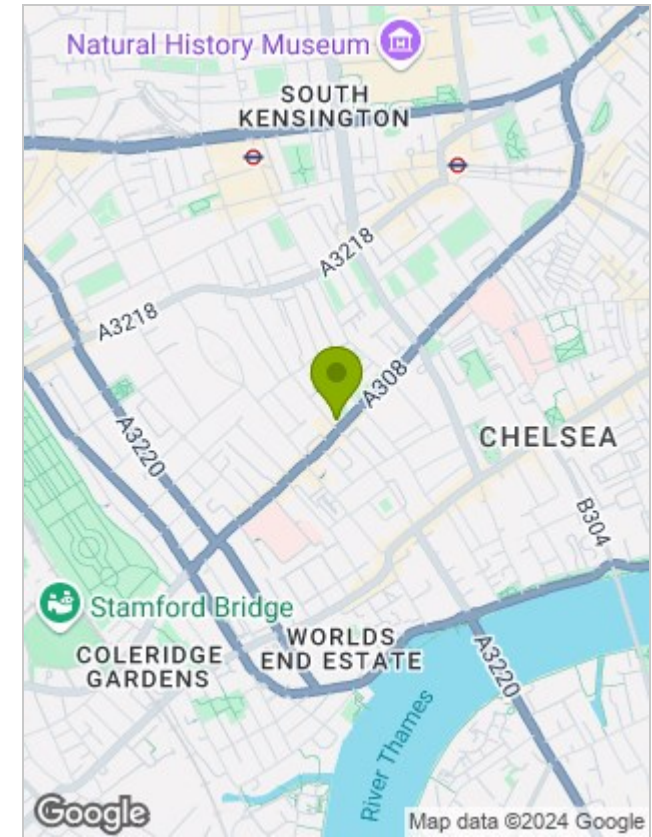 Natural History Museum
SOUTH
KENSINGTON
A3218
A3218
A308
A3220
CHELSEA
B304
Stamford Bridge
WORLDS
END ESTATE
COLERIDGE
GARDENS
A3220
River Thames
Google
Map data ©2024 Google